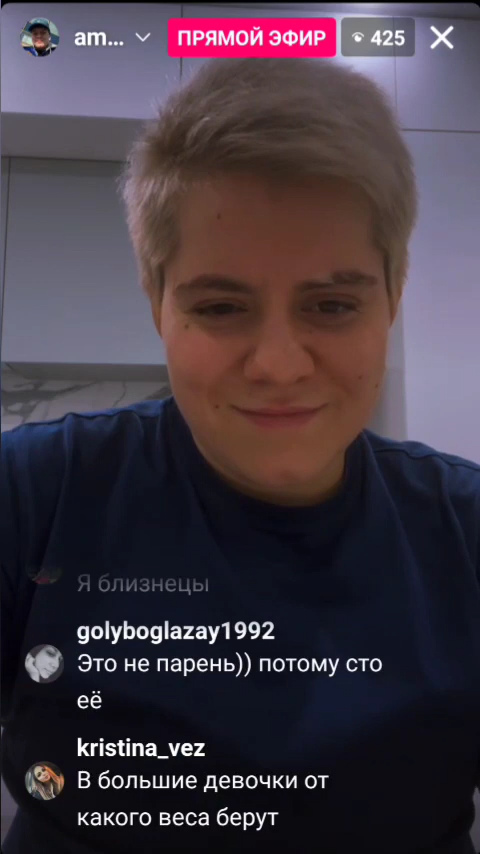 am...
ПРЯМОЙ ЭФИР
425
Я близнецы
golyboglazay1992
Это не парень)) потому сто
её
kristina_vez
В большие девочки от
какого веса берут